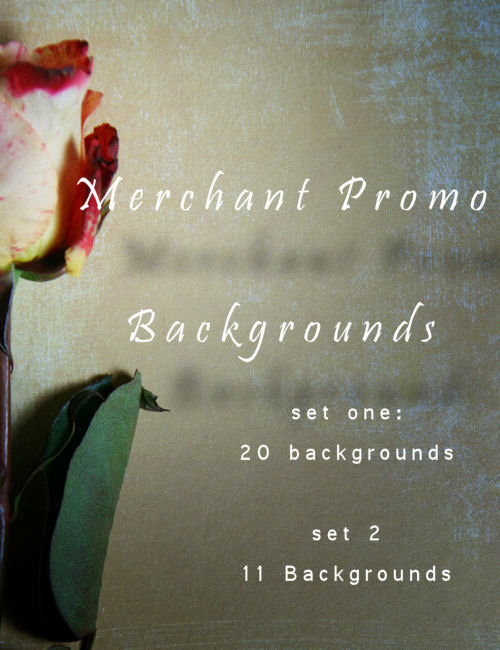 Merchant Promo
Backgrounds
set one:
20 backgrounds
set 2
11 Backgrounds